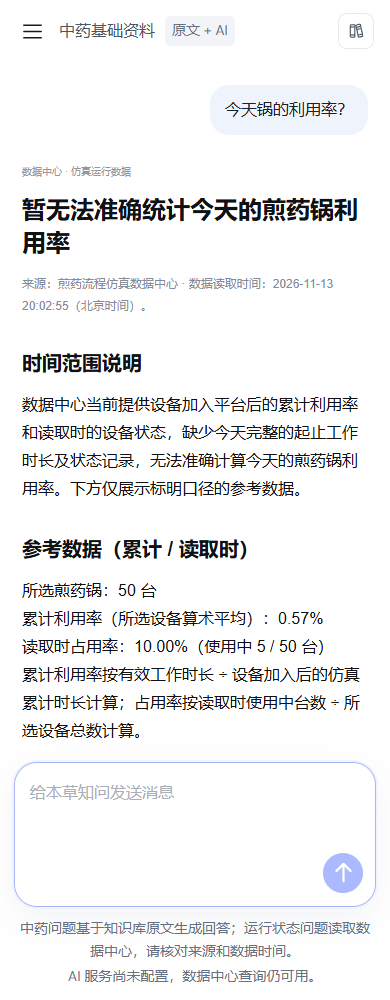 中药基础资料 原文 + AI
今天锅的利用率？
数据中心 · 仿真运行数据
暂无法准确统计今天的煎药锅利
用率
来源：煎药流程仿真数据中心 · 数据读取时间：2026-11-13
20:02:55（北京时间）。
时间范围说明
数据中心当前提供设备加入平台后的累计利用率
和读取时的设备状态，缺少今天完整的起止工作
时长及状态记录，无法准确计算今天的煎药锅利
用率。下方仅展示标明口径的参考数据。
参考数据（累计 / 读取时）
所选煎药锅：50 台
累计利用率（所选设备算术平均）：0.57%
读取时占用率：10.00%（使用中 5 / 50 台）
累计利用率按有效工作时长 ÷ 设备加入后的仿真
累计时长计算；占用率按读取时使用中台数 ÷ 所
选设备总数计算。
给本草知问发送消息
中药问题基于知识库原文生成回答；运行状态问题读取数
据中心，请核对来源和数据时间。
AI 服务尚未配置，数据中心查询仍可用。